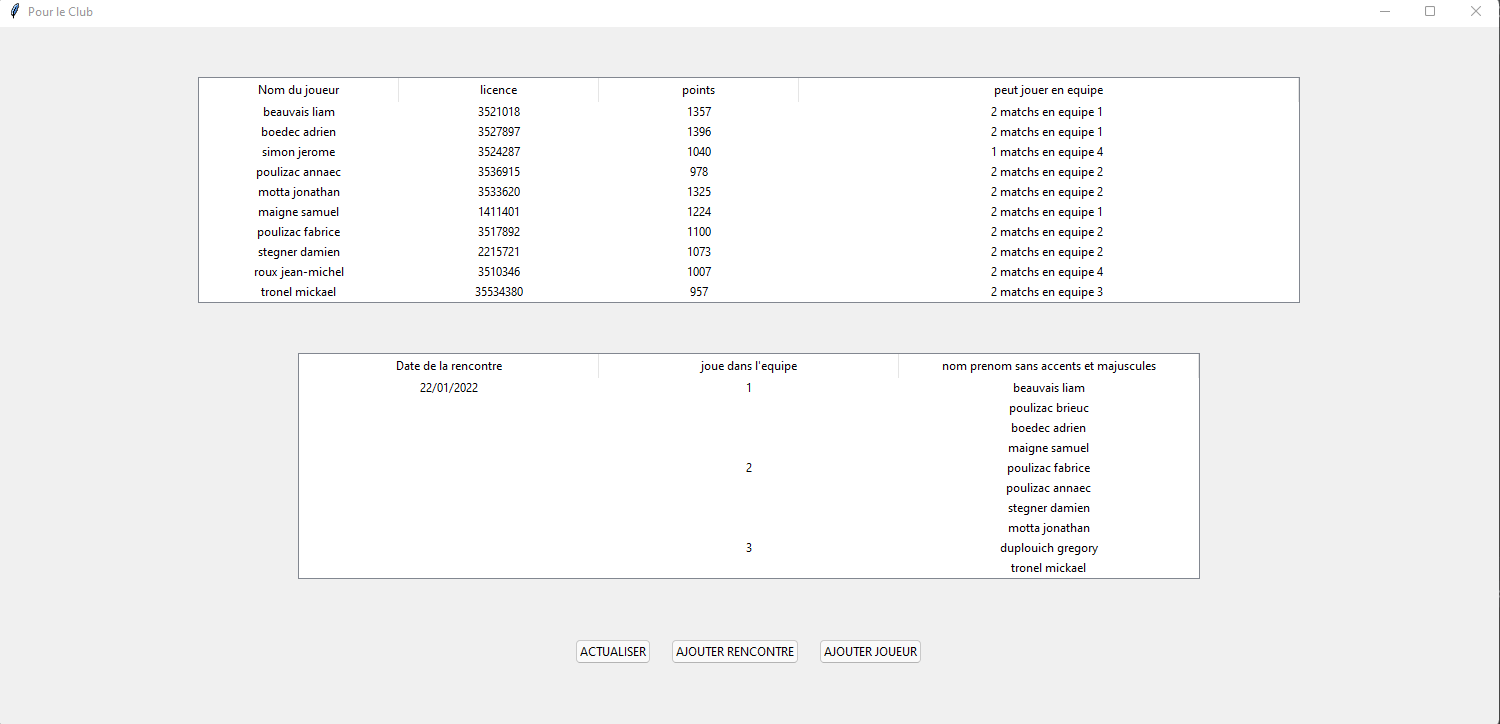 Pour le Club
Nom du joueur licence points peut jouer en equipe
beauvais liam 3521018 1357 2 matchs en equipe 1
boedec adrien 3527897 1396 2 matchs en equipe 1
simon jerome 3524287 1040 1 matchs en equipe 4
poulizac annaec 3536915 978 2 matchs en equipe 2
motta jonathan 3533620 1325 2 matchs en equipe 2
maigne samuel 1411401 1224 2 matchs en equipe 1
poulizac fabrice 3517892 1100 2 matchs en equipe 2
stegner damien 2215721 1073 2 matchs en equipe 2
roux jean-michel 3510346 1007 2 matchs en equipe 4
tronel mickael 35534380 957 2 matchs en equipe 3
Date de la rencontre joue dans l'equipe nom prenom sans accents et majuscules
22/01/2022 1 beauvais liam
poulizac brieuc
boedec adrien
maigne samuel
2 poulizac fabrice
poulizac annaec
stegner damien
motta jonathan
3 duplouich gregory
tronel mickael
ACTUALISER AJOUTER RENCONTRE AJOUTER JOUEUR